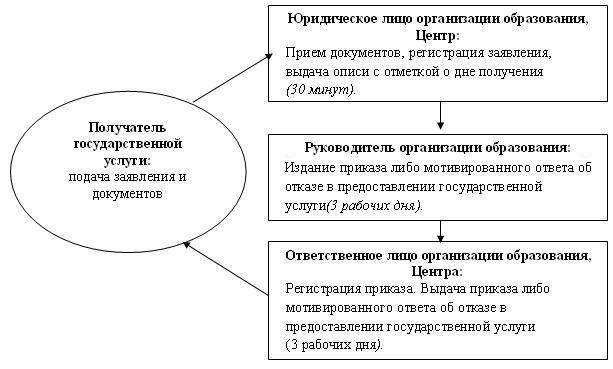 Юридическое лицо организации образования,
Центр:
Прием документов, регистрация заявления,
выдача описи с отметкой о дне получения
(30 минут).
Получатель
государственной
услуги:
подача заявления и
документов
Руководитель организации образования:
Издание приказа либо мотивированного ответа об
отказе в предоставлении государственной
услуги(3 рабочих дня).
Ответственное лицо организации образования,
Центра:
Регистрация приказа. Выдача приказа либо
мотивированного ответа об отказе в
предоставлении государственной услуги
(3 рабочих дня).